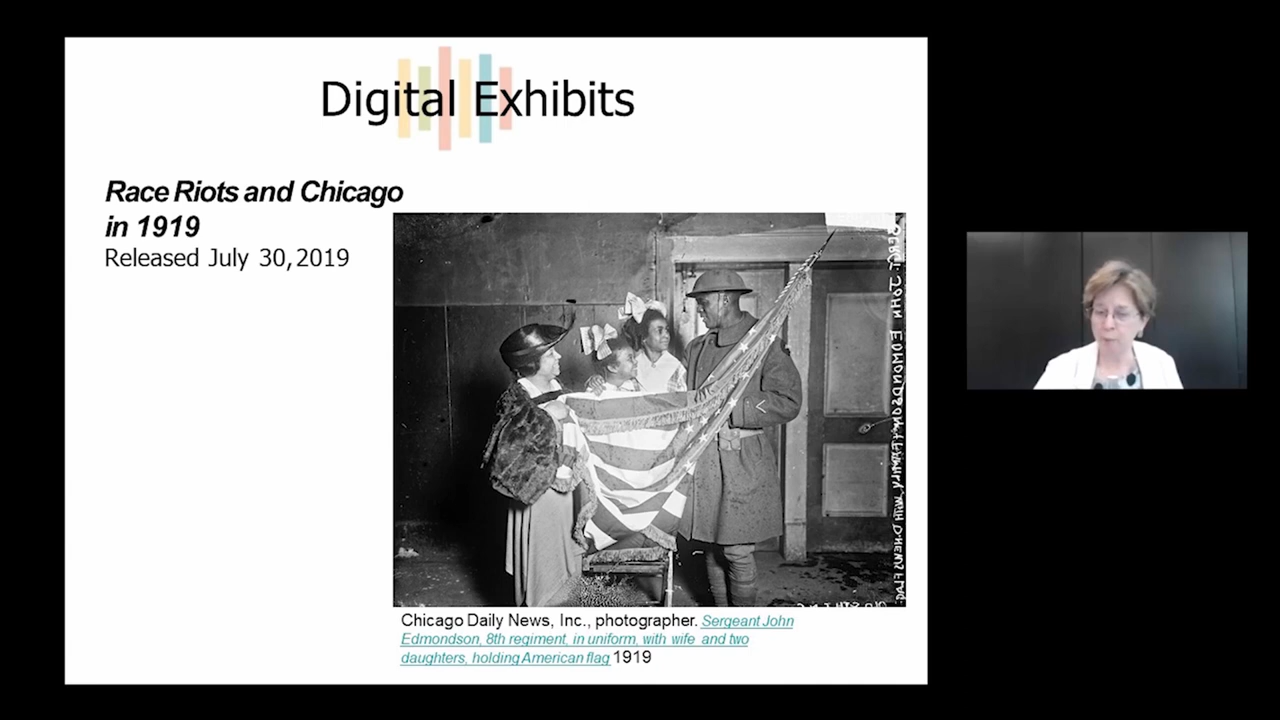 Digital Exhibits
Race Riots and Chicago
in 1919
Released July 30, 2019
Chicago Daily News, Inc., photographer. Sergeant John
Edmondson, 8th regiment, in uniform, with wife and two
daughters, holding American flag 1919